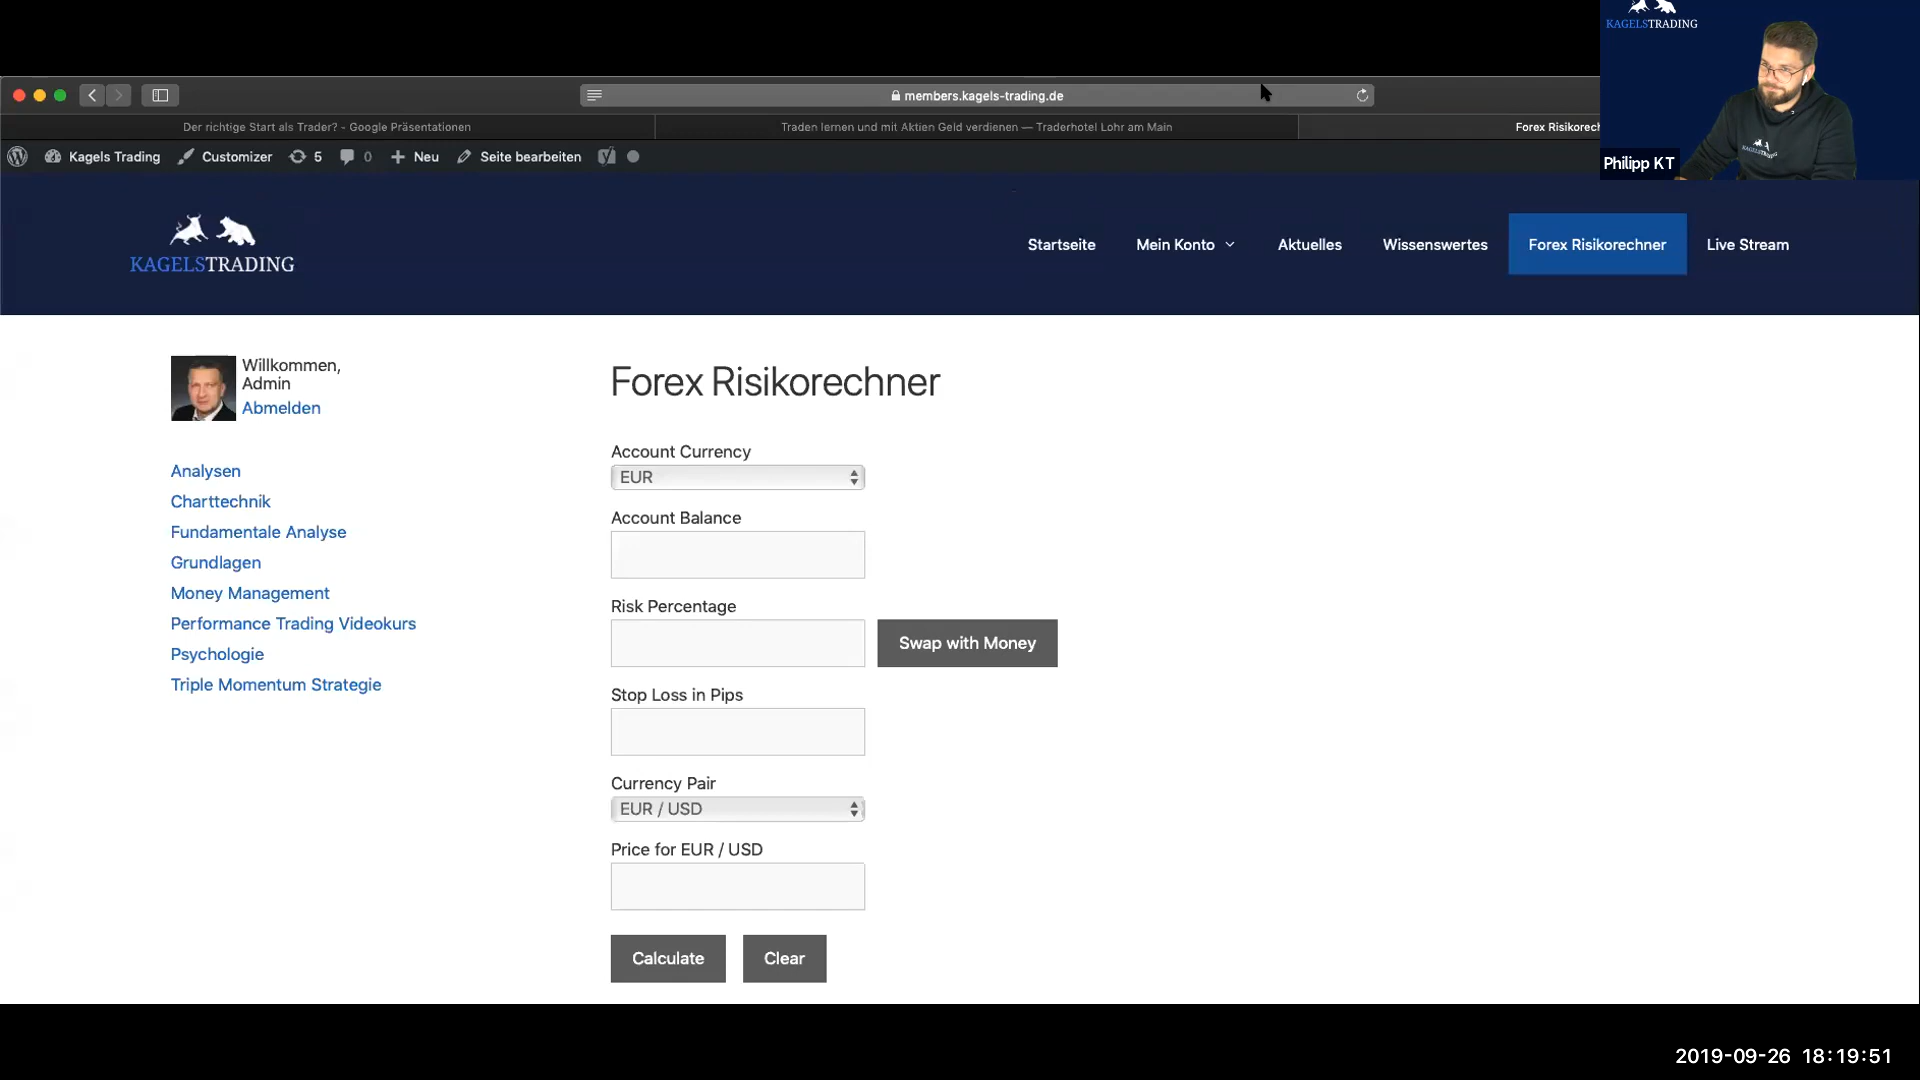 KAGELSTRADING
members.kagels-trading.de
Der richtige Start als Trader? - Google Präsentationen
Traden lernen und mit Aktien Geld verdienen — Traderhotel Lohr am Main
Forex Risikorech
Kagels Trading
Customizer
5
0
Neu
Seite bearbeiten
Philipp KT
KAGELSTRADING
KAGELSTRADING
Startseite
Mein Konto
Aktuelles
Wissenswertes
Forex Risikorechner
Live Stream
Willkommen,
Admin
Abmelden
Analysen
Charttechnik
Fundamentale Analyse
Grundlagen
Money Management
Performance Trading Videokurs
Psychologie
Triple Momentum Strategie
Forex Risikorechner
Account Currency
EUR
Account Balance
Risk Percentage
Swap with Money
Stop Loss in Pips
Currency Pair
EUR / USD
Price for EUR / USD
Calculate
Clear
2019-09-26 18:19:51